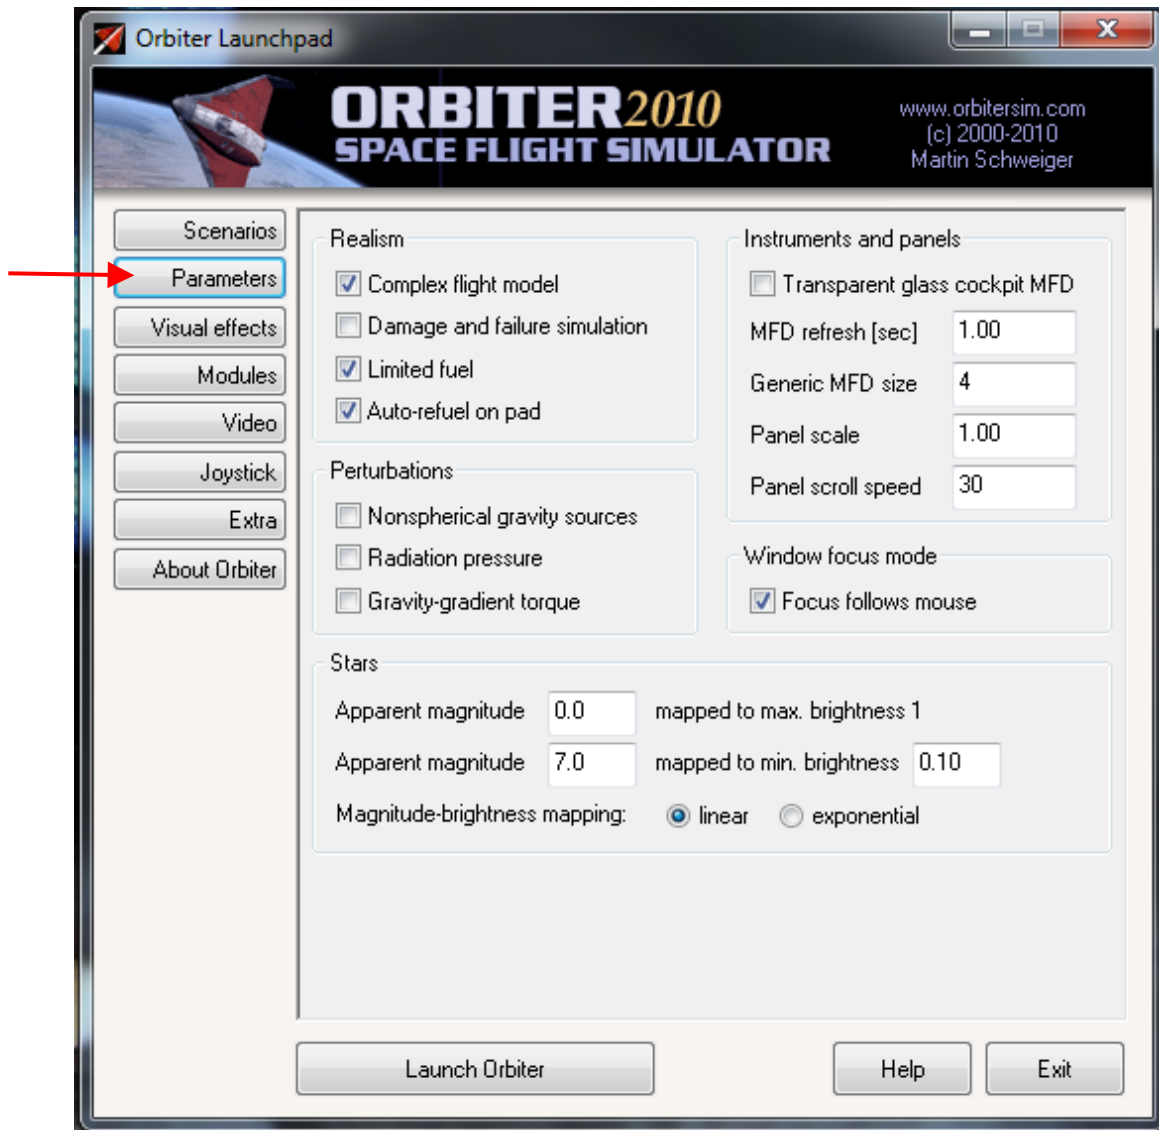 Orbiter Launchpad
ORBITER2010
SPACE FLIGHT SIMULATOR
www.orbitersim.com
(c) 2000-2010
Martin Schweiger
Scenarios
Parameters
Visual effects
Modules
Video
Joystick
Extra
About Orbiter
Realism
Complex flight model
Damage and failure simulation
Limited fuel
Auto-refuel on pad
Perturbations
Nonspherical gravity sources
Radiation pressure
Gravity-gradient torque
Instruments and panels
Transparent glass cockpit MFD
MFD refresh [sec] 1.00
Generic MFD size 4
Panel scale 1.00
Panel scroll speed 30
Window focus mode
Focus follows mouse
Stars
Apparent magnitude 0.0 mapped to max. brightness 1
Apparent magnitude 7.0 mapped to min. brightness 0.10
Magnitude-brightness mapping: linear exponential
Launch Orbiter
Help
Exit